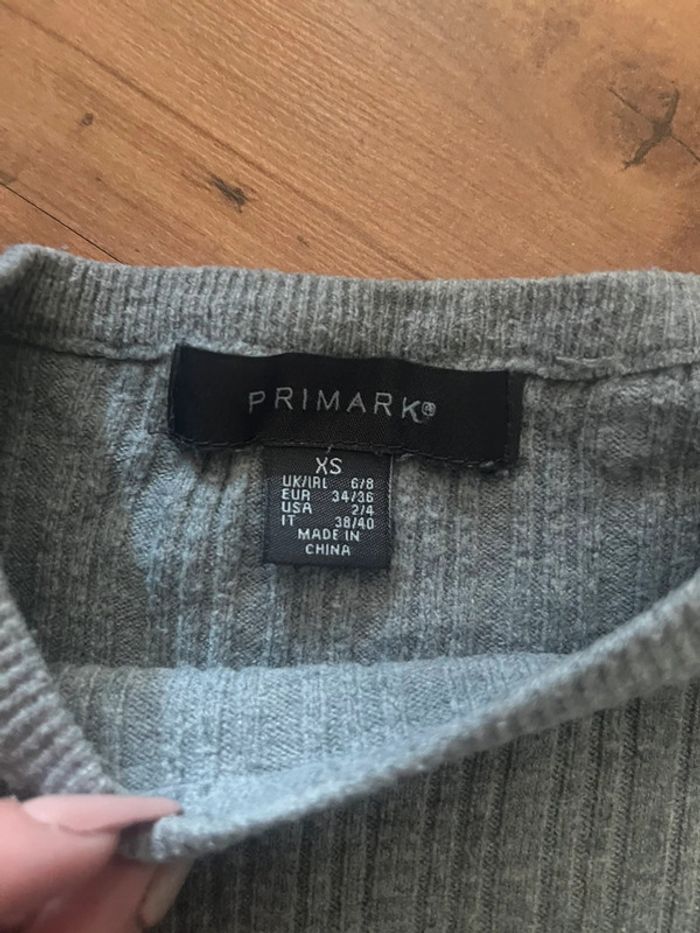 PRIMARK®
XS
UK/IRL 6/8
EUR 34/36
USA 2/4
IT 38/40
MADE IN
CHINA